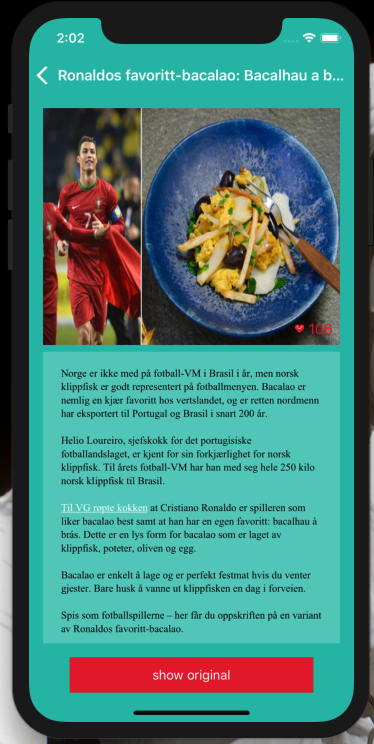 2:02
Ronaldos favoritt-bacalao: Bacalhau a b...
7
106
Norge er ikke med på fotball-VM i Brasil i år, men norsk
klippfisk er godt representert på fotballmenyen. Bacalao er
nemlig en kjær favoritt hos vertslandet, og er retten nordmenn
har eksportert til Portugal og Brasil i snart 200 år.
Helio Loureiro, sjefskokk for det portugisiske
fotballandslaget, er kjent for sin forkjærlighet for norsk
klippfisk. Til årets fotball-VM har han med seg hele 250 kilo
norsk klippfisk til Brasil.
Til VG røpte kokken at Cristiano Ronaldo er spilleren som
liker bacalao best samt at han har en egen favoritt: bacalhau à
brás. Dette er en lys form for bacalao som er laget av
klippfisk, poteter, oliven og egg.
Bacalao er enkelt å lage og er perfekt festmat hvis du venter
gjester. Bare husk å vanne ut klippfisken en dag i forveien.
Spis som fotballspillerne – her får du oppskriften på en variant
av Ronaldos favoritt-bacalao.
show original